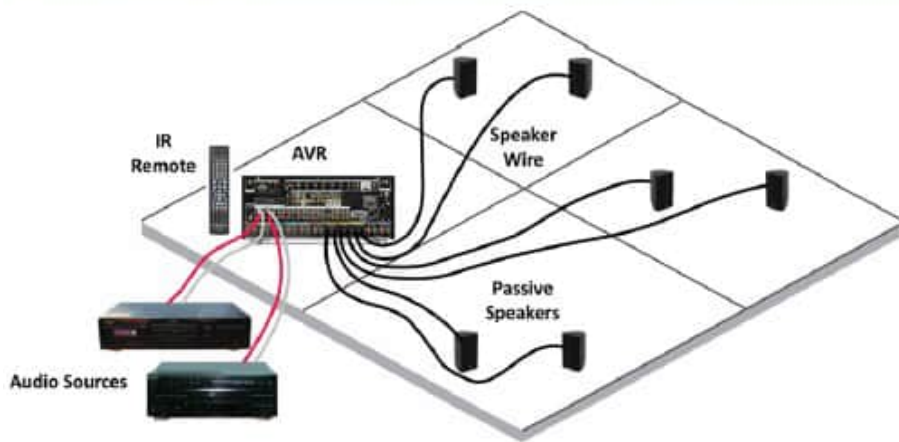 IR
Remote
AVR
Speaker
Wire
Passive
Speakers
Audio Sources